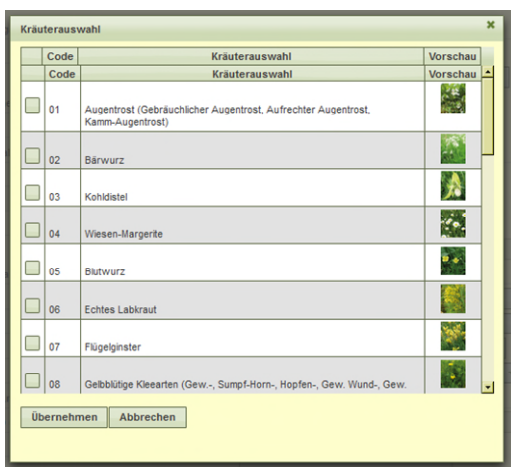 Kräuterauswahl
Code Kräuterauswahl Vorschau
Code Kräuterauswahl Vorschau
01 Augentrost (Gebräuchlicher Augentrost, Aufrechter Augentrost,
Kamm-Augentrost)
02 Bärwurz
03 Kohldistel
04 Wiesen-Margerite
05 Blutwurz
06 Echtes Labkraut
07 Flügelginster
08 Gelbblütige Kleearten (Gew.-, Sumpf-Horn-, Hopfen-, Gew. Wund-, Gew.
Übernehmen Abbrechen